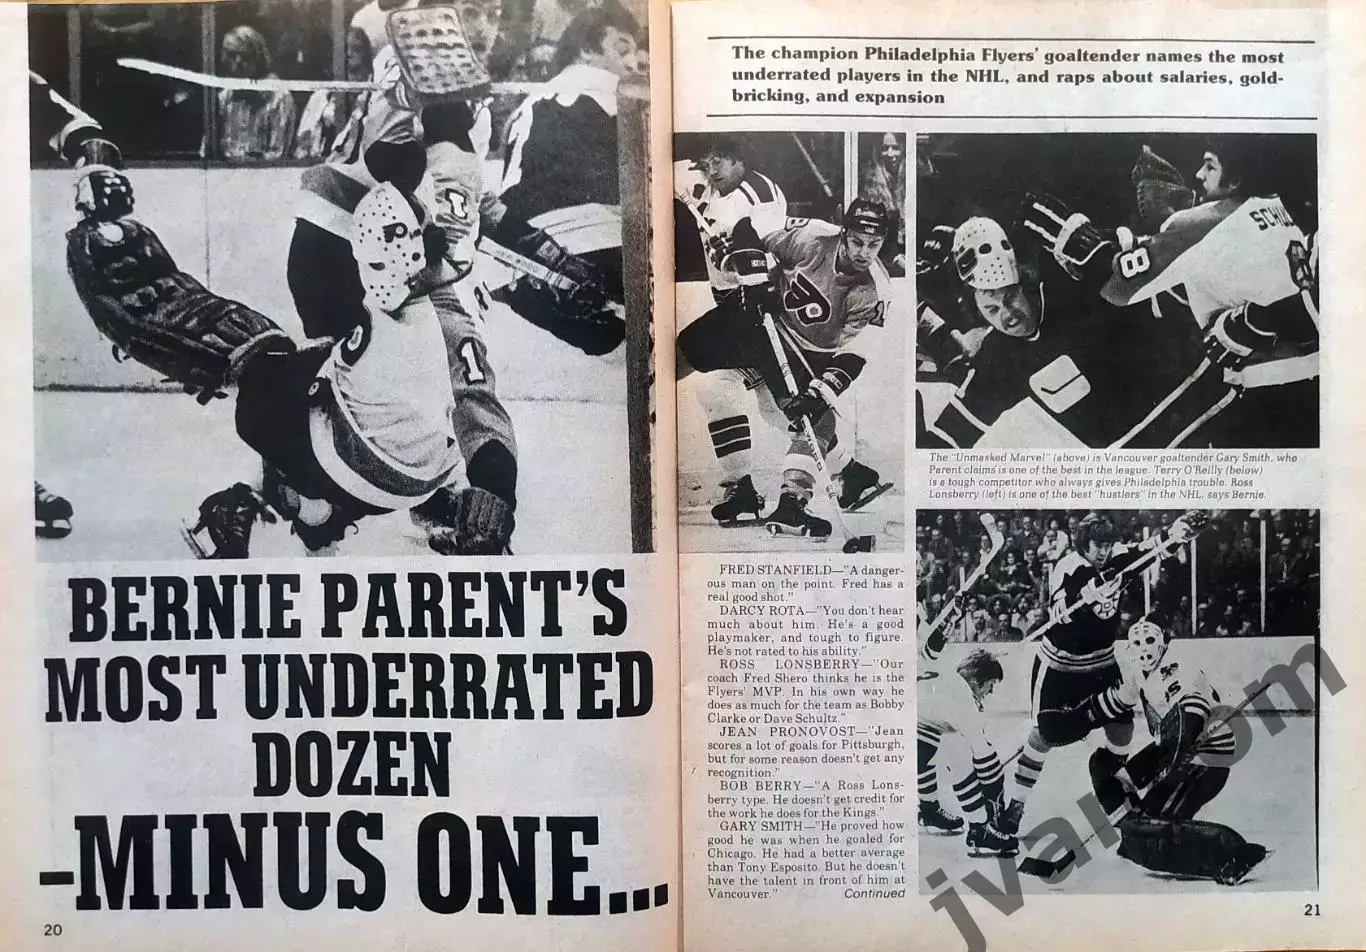 BERNIE PARENT'S
MOST UNDERRATED
DOZEN
-MINUS ONE...
20
The champion Philadelphia Flyers' goaltender names the most
underrated players in the NHL, and raps about salaries, gold-
bricking, and expansion
SCHUL
8
8
1
1
The "Unmasked Marvel" (above) is Vancouver goaltender Gary Smith, who
Parent claims is one of the best in the league. Terry O'Reilly (below)
is a tough competitor who always gives Philadelphia trouble. Ross
Lonsberry (left) is one of the best "hustlers" in the NHL, says Bernie.
FRED STANFIELD—"A danger-
ous man on the point. Fred has a
real good shot."
DARCY ROTA—"You don't hear
much about him. He's a good
playmaker, and tough to figure.
He's not rated to his ability."
ROSS LONSBERRY—"Our
coach Fred Shero thinks he is the
Flyers' MVP. In his own way he
does as much for the team as Bobby
Clarke or Dave Schultz."
JEAN PRONOVOST—"Jean
scores a lot of goals for Pittsburgh,
but for some reason doesn't get any
recognition."
BOB BERRY—"A Ross Lons-
berry type. He doesn't get credit for
the work he does for the Kings."
GARY SMITH—"He proved how
good he was when he goaled for
Chicago. He had a better average
than Tony Esposito. But he doesn't
have the talent in front of him at
Vancouver." Continued
21